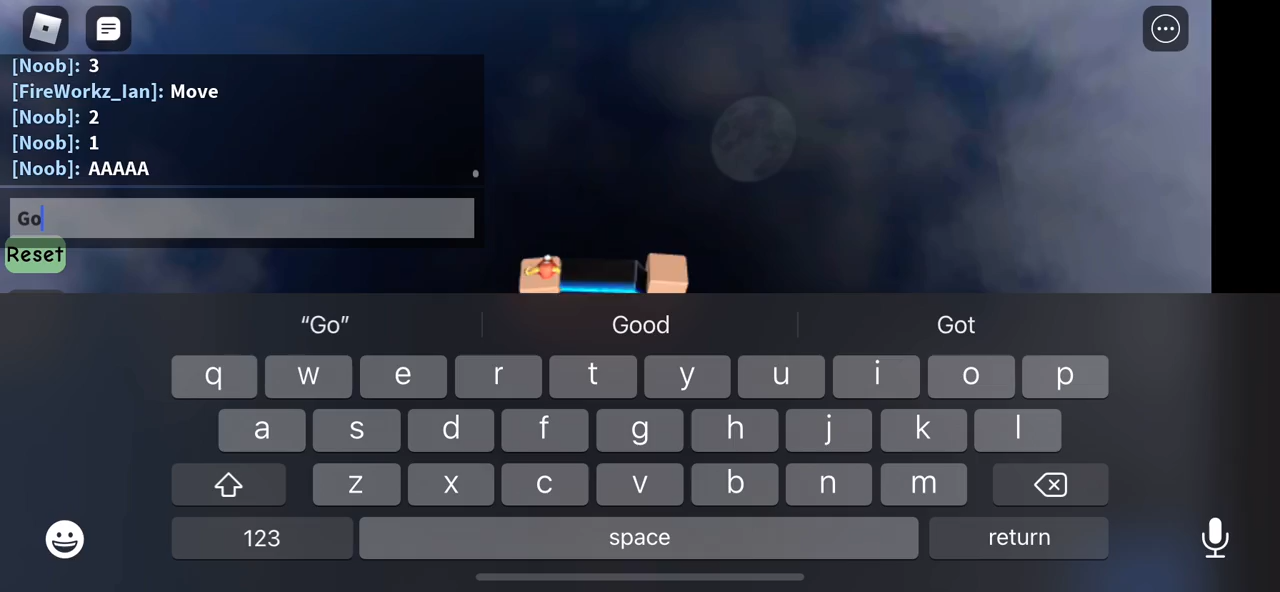 [Noob]: 3
[FireWorkz_Ian]: Move
[Noob]: 2
[Noob]: 1
[Noob]: AAAAA
Go
Reset
“Go” Good Got
q w e r t y u i o p
a s d f g h j k l
z x c v b n m
123 space return